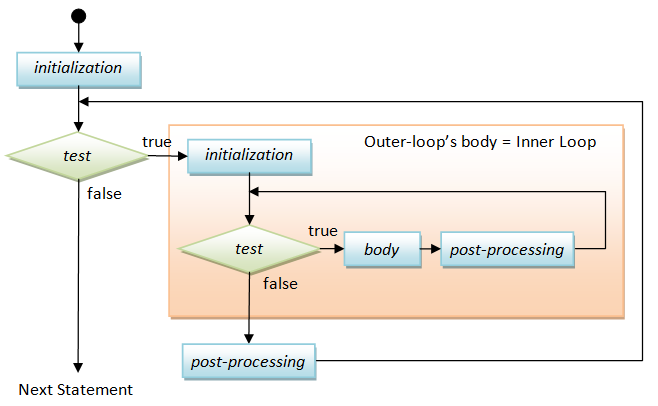 initialization
test
true
false
Outer-loop's body = Inner Loop
initialization
test
true
body
post-processing
false
post-processing
Next Statement